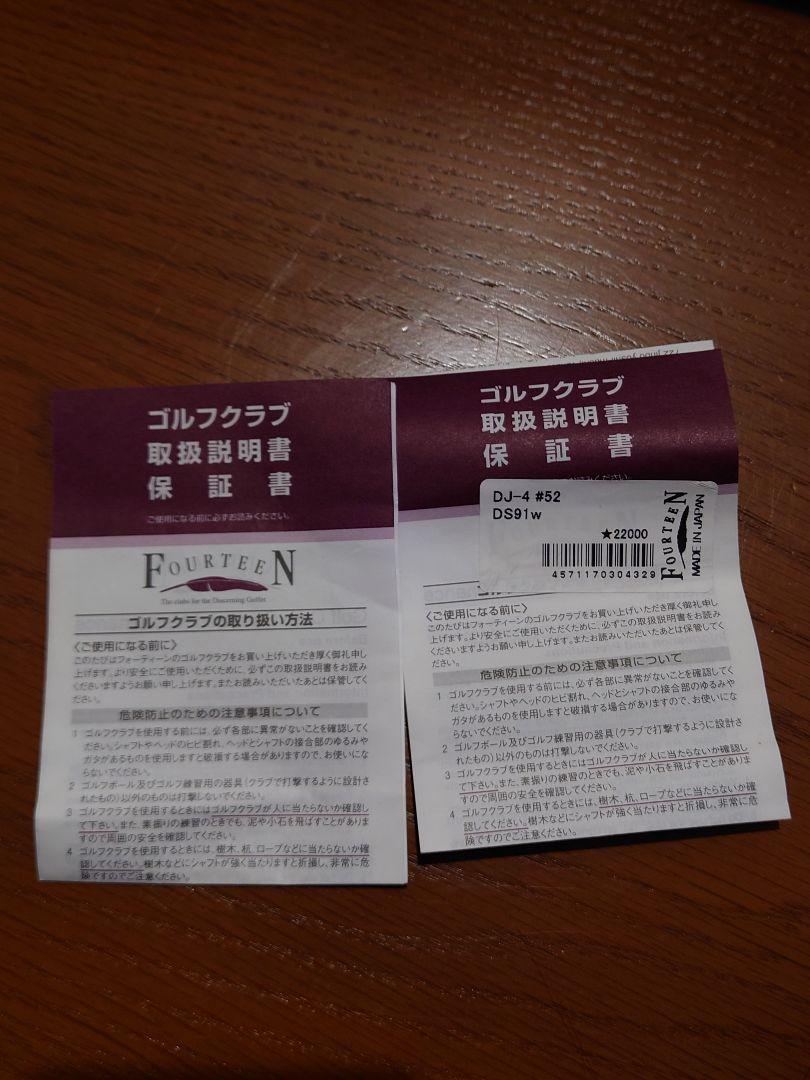 ゴルフクラブ
取扱説明書
保証書
ご使用になる前に必ずお読みください。
FOURTEEN
The clubs for the Discerning Golfer
ゴルフクラブの取り扱い方法
〈ご使用になる前に〉
このたびはフォーティーンのゴルフクラブをお買い上げいただき厚く御礼申し
上げます。より安全にご使用いただくために、必ずこの取扱説明書をお読み
くださいますようお願い申し上げます。またお読みいただいたあとは保管してく
ださい。
危険防止のための注意事項について
1 ゴルフクラブを使用する前には、必ず各部に異常がないことを確認してく
ださい。シャフトやヘッドのヒビ割れ、ヘッドとシャフトの接合部のゆるみや
ガタがあるものを使用しますと破損する場合がありますので、お使いにな
らないでください。
2 ゴルフボール及びゴルフ練習用の器具(クラブで打撃するように設計さ
れたもの)以外のものは打撃しないでください。
3 ゴルフクラブを使用するときにはゴルフクラブが人に当たらないか確認し
て下さい。また、素振りの練習のときでも、泥や小石を飛ばすことがありま
すので周囲の安全を確認してください。
4 ゴルフクラブを使用するときには、樹木、杭、ロープなどに当たらないか確
認してください。樹木などにシャフトが強く当たりますと折損し、非常に危
険ですのでご注意ください。
ゴルフクラブ
取扱説明書
保証書
DJ-4 #52
DS91w
★22000
4571170304329
FOURTEEN
MADE IN JAPAN
〈ご使用になる前に〉
このたびはフォーティーンのゴルフクラブをお買い上げいただき厚く御礼申し
上げます。より安全にご使用いただくために、必ずこの取扱説明書をお読み
くださいますようお願い申し上げます。またお読みいただいたあとは保管してく
ださい。
危険防止のための注意事項について
1 ゴルフクラブを使用する前には、必ず各部に異常がないことを確認してく
ださい。シャフトやヘッドのヒビ割れ、ヘッドとシャフトの接合部のゆるみや
ガタがあるものを使用しますと破損する場合がありますので、お使いにな
らないでください。
2 ゴルフボール及びゴルフ練習用の器具(クラブで打撃するように設計さ
れたもの)以外のものは打撃しないでください。
3 ゴルフクラブを使用するときにはゴルフクラブが人に当たらないか確認し
て下さい。また、素振りの練習のときでも、泥や小石を飛ばすことがありま
すので周囲の安全を確認してください。
4 ゴルフクラブを使用するときには、樹木、杭、ロープなどに当たらないか確
認してください。樹木などにシャフトが強く当たりますと折損し、非常に危
険ですのでご注意ください。